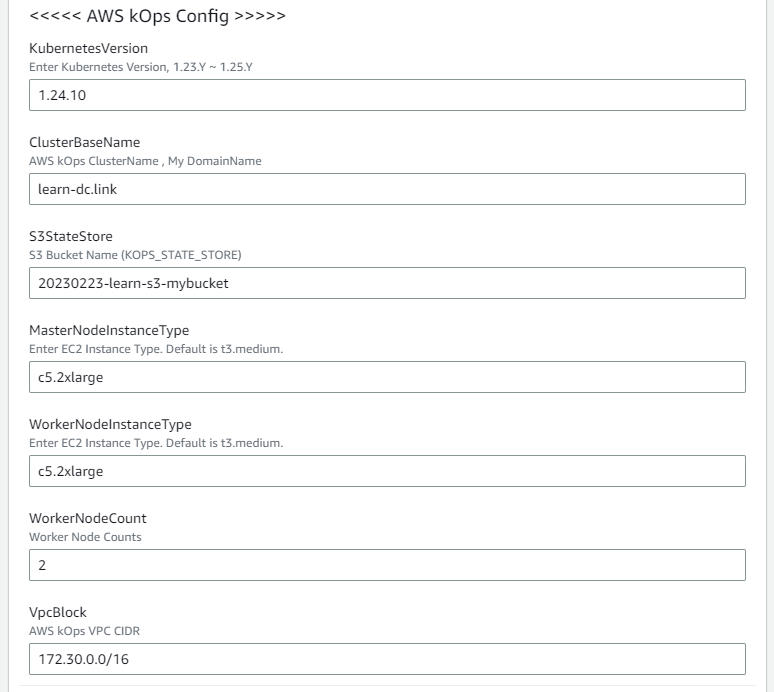 <<<<< AWS kOps Config >>>>>
KubernetesVersion
Enter Kubernetes Version, 1.23.Y ~ 1.25.Y
1.24.10
ClusterBaseName
AWS kOps ClusterName , My DomainName
learn-dc.link
S3StateStore
S3 Bucket Name (KOPS_STATE_STORE)
20230223-learn-s3-mybucket
MasterNodeInstanceType
Enter EC2 Instance Type. Default is t3.medium.
c5.2xlarge
WorkerNodeInstanceType
Enter EC2 Instance Type. Default is t3.medium.
c5.2xlarge
WorkerNodeCount
Worker Node Counts
2
VpcBlock
AWS kOps VPC CIDR
172.30.0.0/16